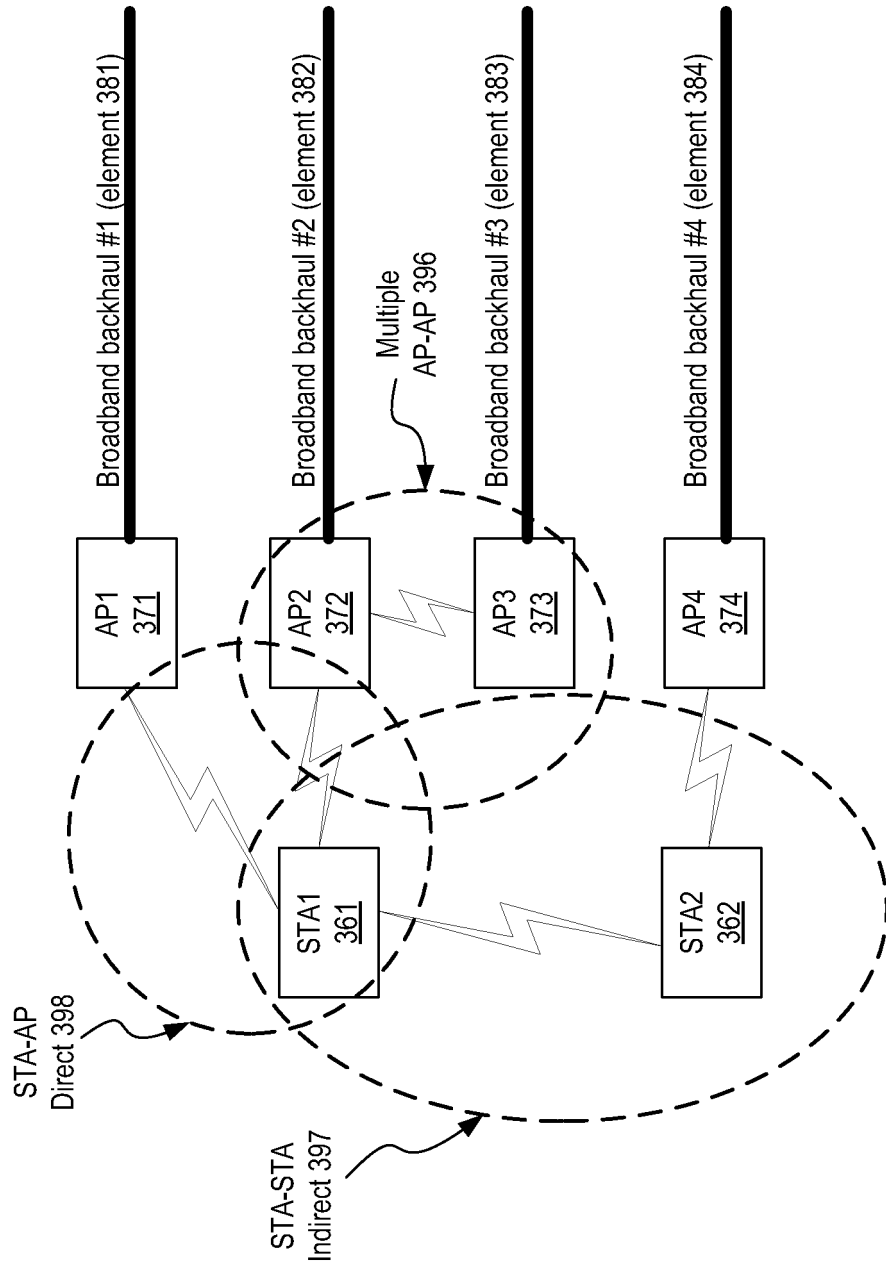 STA-AP
Direct 398
STA-STA
Indirect 397
STA1
361
STA2
362
AP1
371
AP2
372
AP3
373
AP4
374
Multiple
AP-AP 396
Broadband backhaul #1 (element 381)
Broadband backhaul #2 (element 382)
Broadband backhaul #3 (element 383)
Broadband backhaul #4 (element 384)